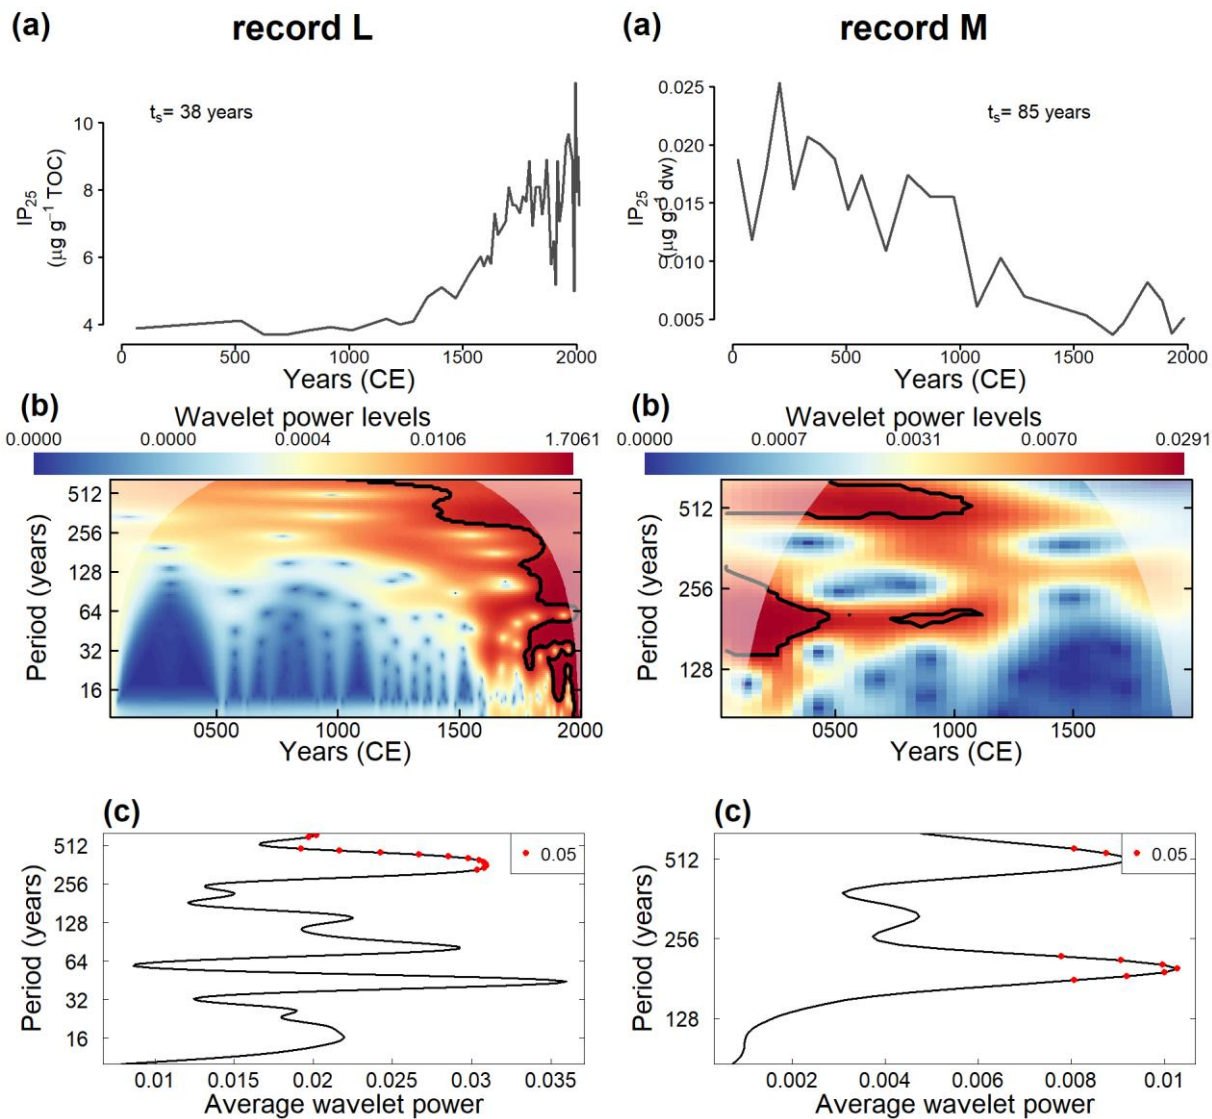 (a) record L
t_s= 38 years
IP25
(µg g−1 TOC)
10
8
6
4
0 500 1000 1500 2000
Years (CE)
(b) Wavelet power levels
0.0000 0.0000 0.0004 0.0106 1.7061
Period (years)
512
256
128
64
32
16
0500 1000 1500 2000
Years (CE)
(c)
Period (years)
512
256
128
64
32
16
0.05
0.01 0.015 0.02 0.025 0.03 0.035
Average wavelet power
(a) record M
t_s= 85 years
IP25
(µg g-1 dw)
0.025
0.020
0.015
0.010
0.005
0 500 1000 1500 2000
Years (CE)
(b) Wavelet power levels
0.0000 0.0007 0.0031 0.0070 0.0291
Period (years)
512
256
128
0500 1000 1500
Years (CE)
(c)
Period (years)
512
256
128
0.05
0.002 0.004 0.006 0.008 0.01
Average wavelet power